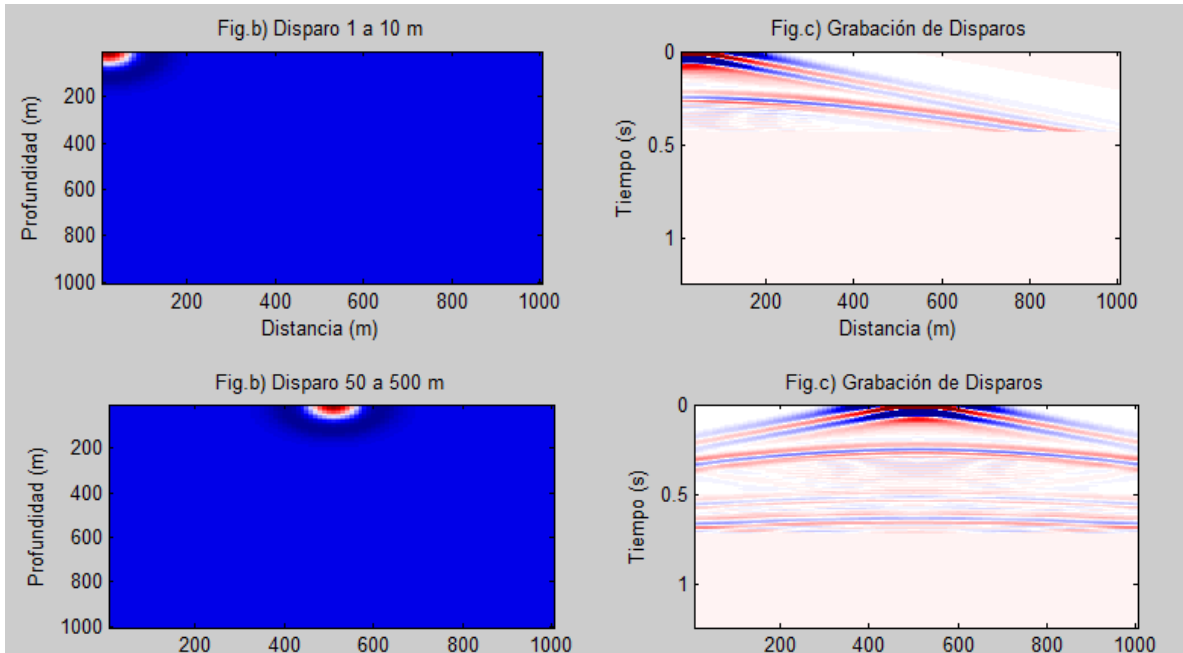 Fig.b) Disparo 1 a 10 m
Profundidad (m)
200
400
600
800
1000
200 400 600 800 1000
Distancia (m)
Fig.c) Grabación de Disparos
Tiempo (s)
0
0.5
1
200 400 600 800 1000
Distancia (m)
Fig.b) Disparo 50 a 500 m
Profundidad (m)
200
400
600
800
1000
200 400 600 800 1000
Fig.c) Grabación de Disparos
Tiempo (s)
0
0.5
1
200 400 600 800 1000